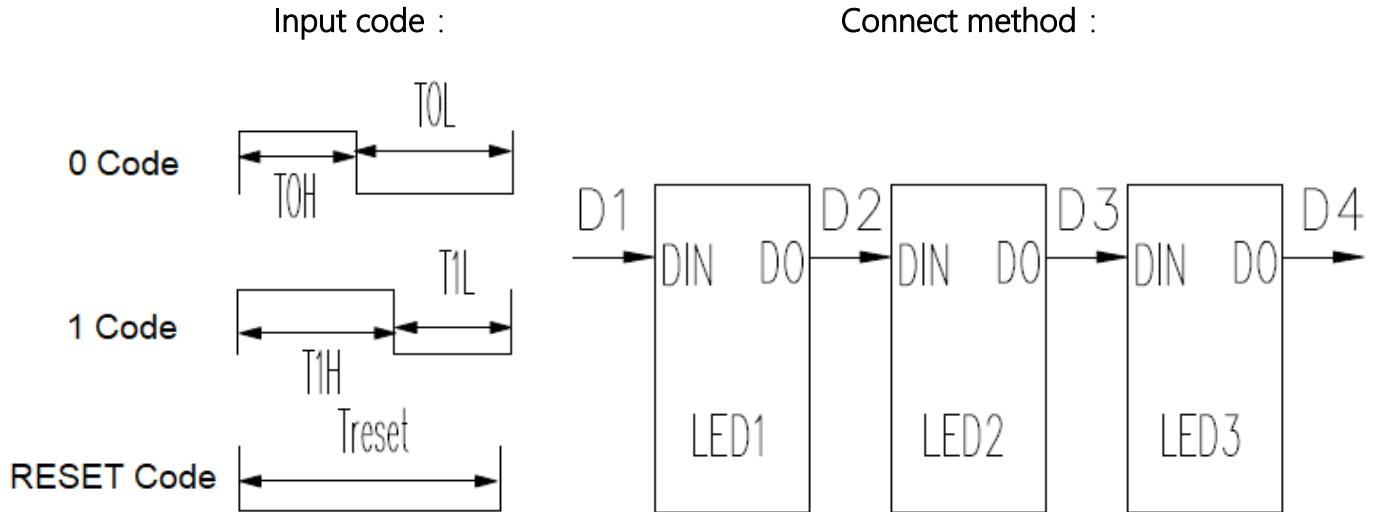 Input code :
Connect method :
0 Code
T0H
T0L
1 Code
T1H
T1L
RESET Code
Treset
D1
DIN DO
LED1
D2
DIN DO
LED2
D3
DIN DO
LED3
D4